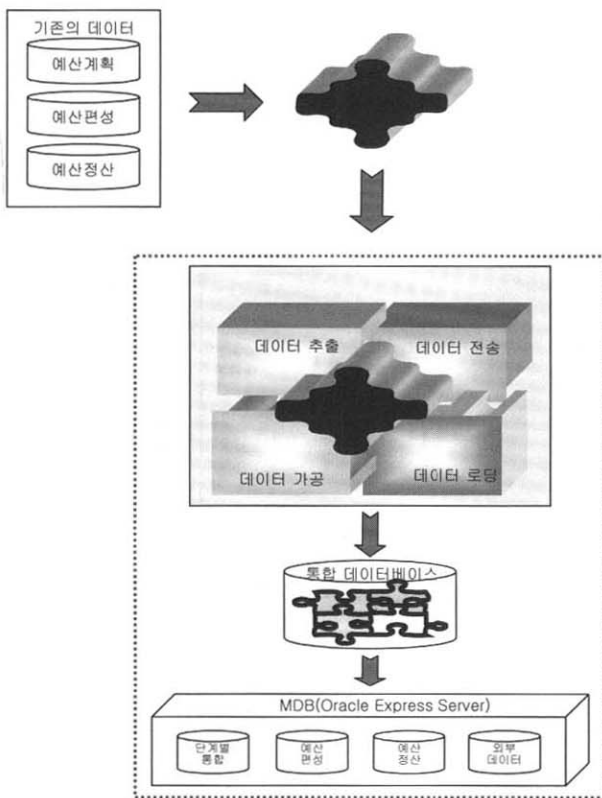 기존의 데이터
예산계획
예산편성
예산정산
데이터 추출
데이터 전송
데이터 가공
데이터 로딩
통합 데이터베이스
MDB(Oracle Express Server)
단계별
통합
예산
편성
예산
정산
외부
데이터